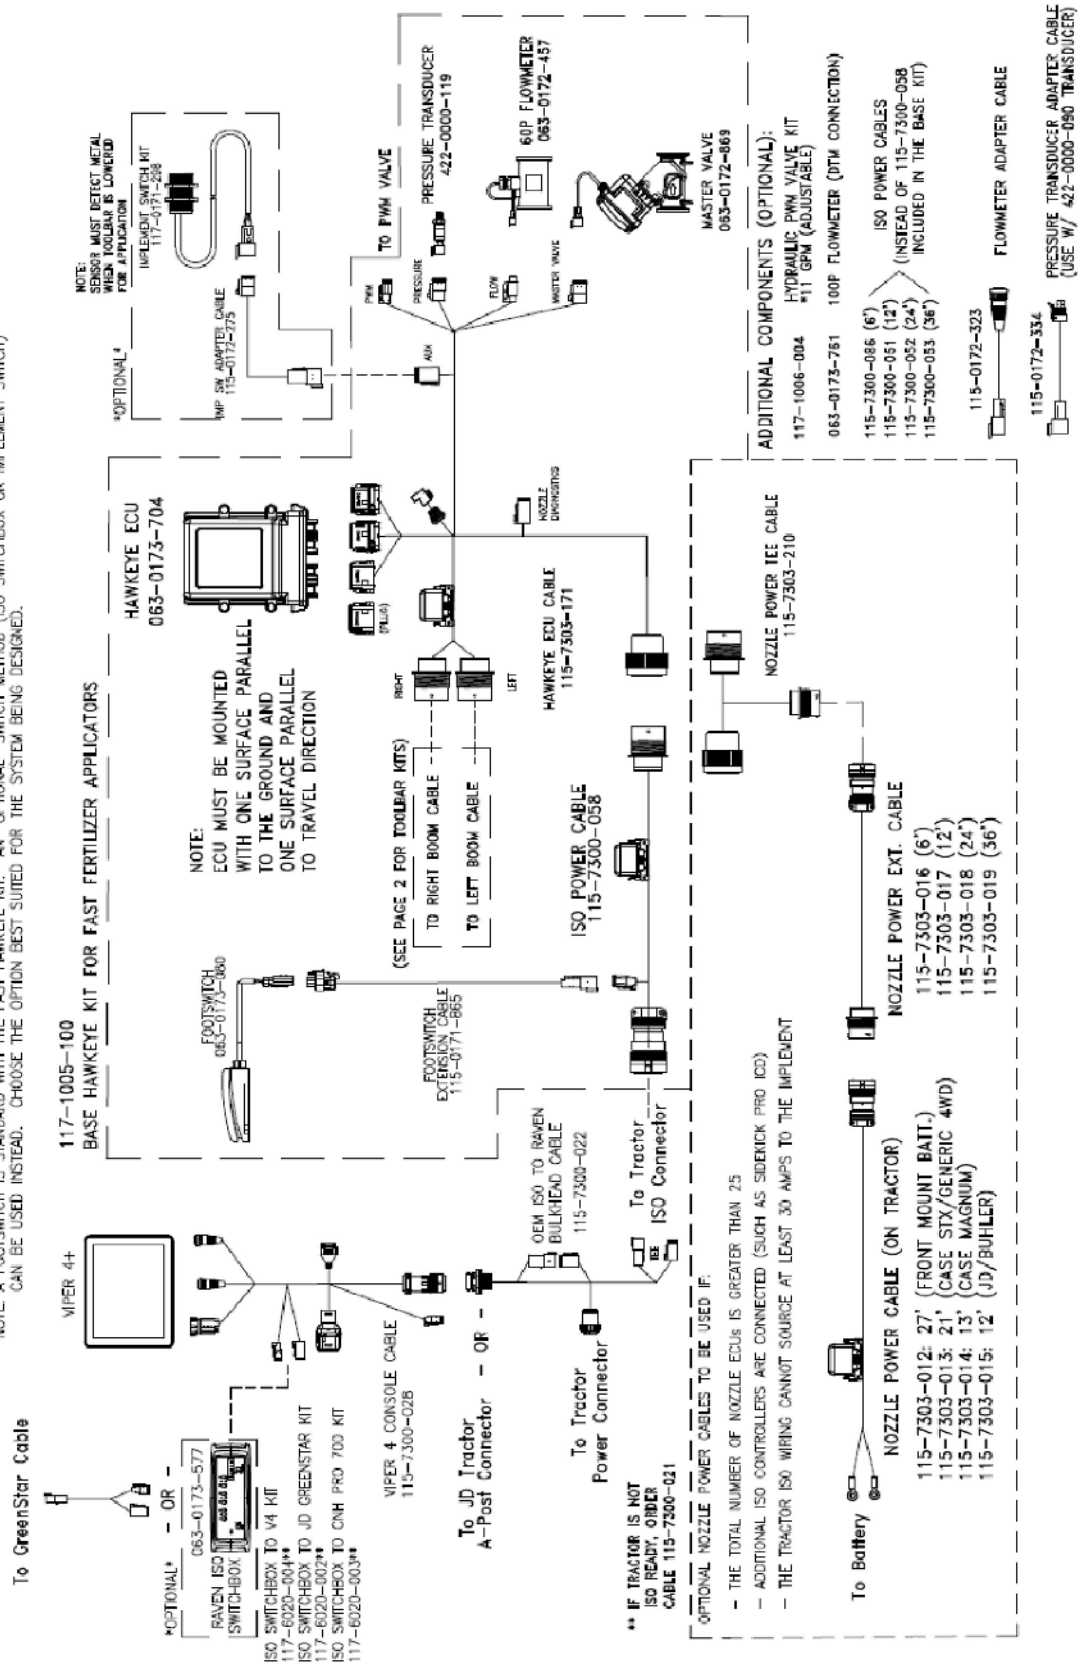 To GreenStar Cable
CAN BE USED INSTEAD. CHOOSE THE OPTION BEST SUITED FOR THE SYSTEM BEING DESIGNED.
VIPER 4+
*OPTIONAL* - OR -
063-0173-577
RAVEN ISO
SWITCHBOX
ISO SWITCHBOX TO V4 KIT
117-6020-004**
ISO SWITCHBOX TO JD GREENSTAR KIT
117-6020-002**
ISO SWITCHBOX TO CNH PRO 700 KIT
117-6020-003**
VIPER 4 CONSOLE CABLE
115-7300-028
To JD Tractor
A-Post Connector
- OR -
OEM ISO TO RAVEN
BULKHEAD CABLE
115-7300-022
To Tractor
Power Connector
TEE
To Tractor
ISO Connector
** IF TRACTOR IS NOT
ISO READY, ORDER
CABLE 115-7300-021
117-1005-100
BASE HAWKEYE KIT FOR FAST FERTILIZER APPLICATORS
FOOTSWITCH
063-0173-080
FOOTSWITCH
EXTENSION CABLE
115-0171-865
NOTE:
ECU MUST BE MOUNTED
WITH ONE SURFACE PARALLEL
TO THE GROUND AND
ONE SURFACE PARALLEL
TO TRAVEL DIRECTION
HAWKEYE ECU
063-0173-704
(SEE PAGE 2 FOR TOOLBAR KITS)
TO RIGHT BOOM CABLE
TO LEFT BOOM CABLE
RIGHT
LEFT
(PLUG)
HAWKEYE ECU CABLE
115-7303-171
NOZZLE
DIAGNOSTICS
ISO POWER CABLE
115-7300-058
*OPTIONAL*
NOTE:
SENSOR MUST DETECT METAL
WHEN TOOLBAR IS LOWERED
FOR APPLICATION
IMPLEMENT SWITCH KIT
117-0171-298
IMP SW ADAPTER CABLE
115-0172-275
AUX
PWM
TO PWM VALVE
PRESSURE
PRESSURE TRANSDUCER
422-0000-119
FLOW
60P FLOWMETER
063-0172-457
MASTER VALVE
MASTER VALVE
063-0172-869
ADDITIONAL COMPONENTS (OPTIONAL):
117-1006-004 HYDRAULIC PWM VALVE KIT
*11 GPM (ADJUSTABLE)
063-0173-761 100P FLOWMETER (DTM CONNECTION)
115-7300-086 (6')
115-7300-051 (12')
115-7300-052 (24')
115-7300-053 (36')
ISO POWER CABLES
(INSTEAD OF 115-7300-058
INCLUDED IN THE BASE KIT)
115-0172-323
FLOWMETER ADAPTER CABLE
115-0172-334
PRESSURE TRANSDUCER ADAPTER CABLE
(USE W/ 422-0000-090 TRANSDUCER)
OPTIONAL NOZZLE POWER CABLES TO BE USED IF:
- THE TOTAL NUMBER OF NOZZLE ECUs IS GREATER THAN 25
- ADDITIONAL ISO CONTROLLERS ARE CONNECTED (SUCH AS SIDEKICK PRO ICD)
- THE TRACTOR ISO WIRING CANNOT SOURCE AT LEAST 30 AMPS TO THE IMPLEMENT
To Battery
NOZZLE POWER CABLE (ON TRACTOR)
115-7303-012: 27' (FRONT MOUNT BATT.)
115-7303-013: 21' (CASE STX/GENERIC 4WD)
115-7303-014: 13' (CASE MAGNUM)
115-7303-015: 12' (JD/BUHLER)
NOZZLE POWER EXT. CABLE
115-7303-016 (6')
115-7303-017 (12')
115-7303-018 (24')
115-7303-019 (36')
NOZZLE POWER TEE CABLE
115-7303-210